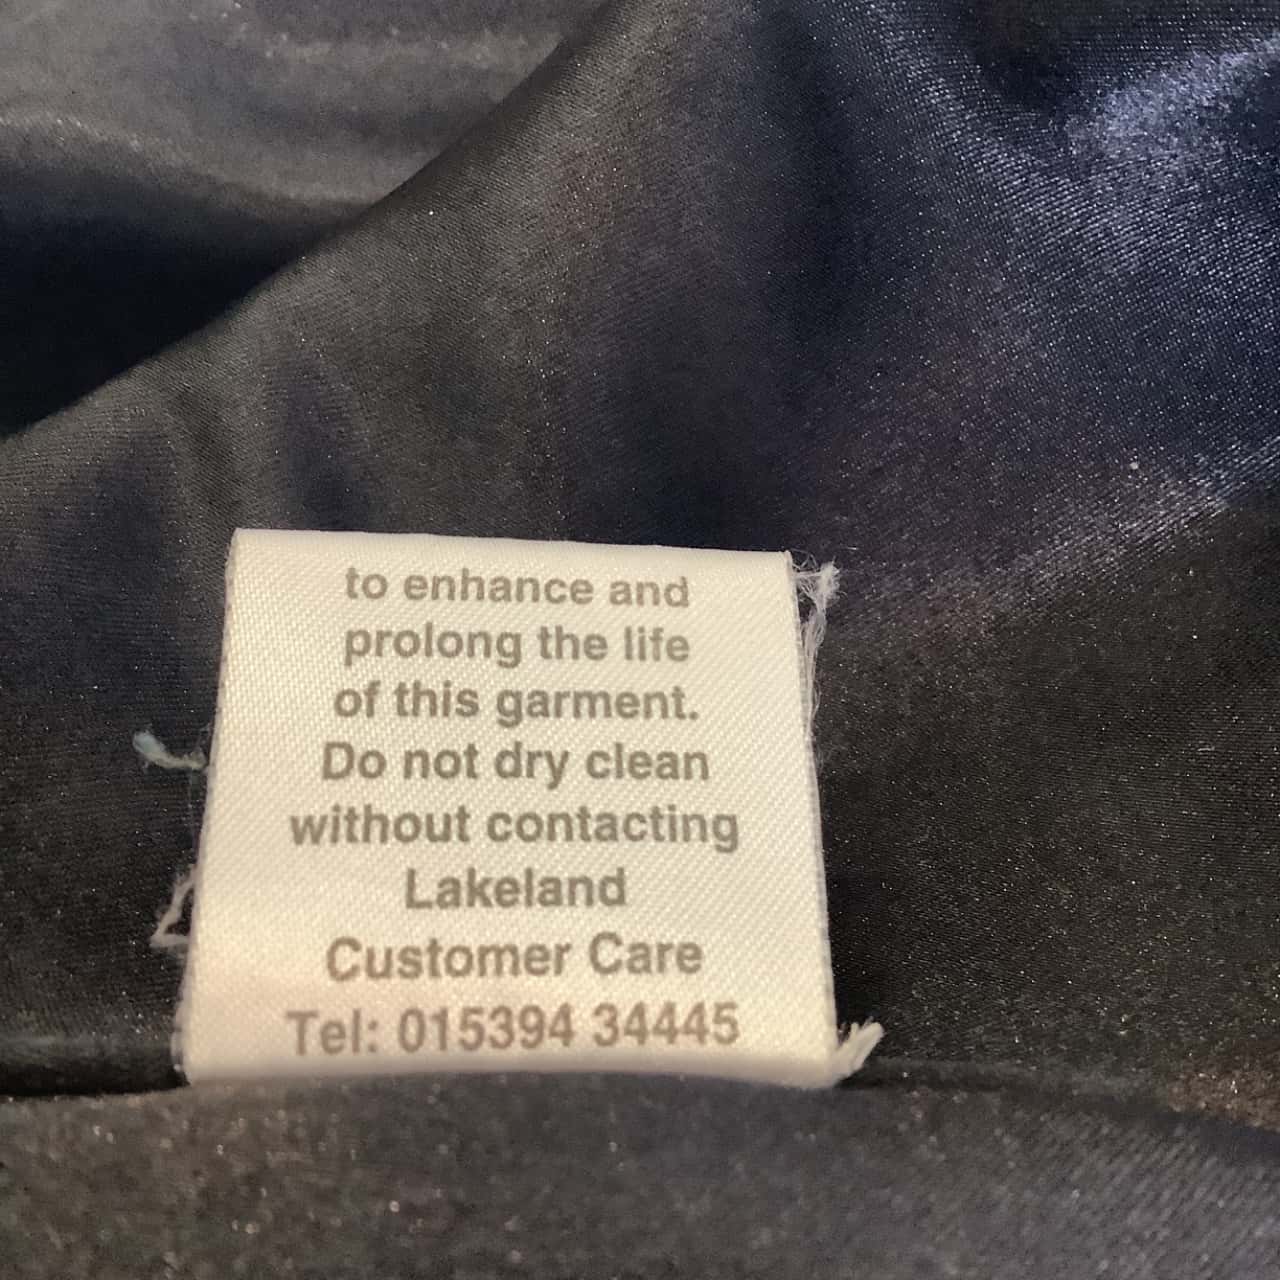 to enhance and
prolong the life
of this garment.
Do not dry clean
without contacting
Lakeland
Customer Care
Tel: 015394 34445